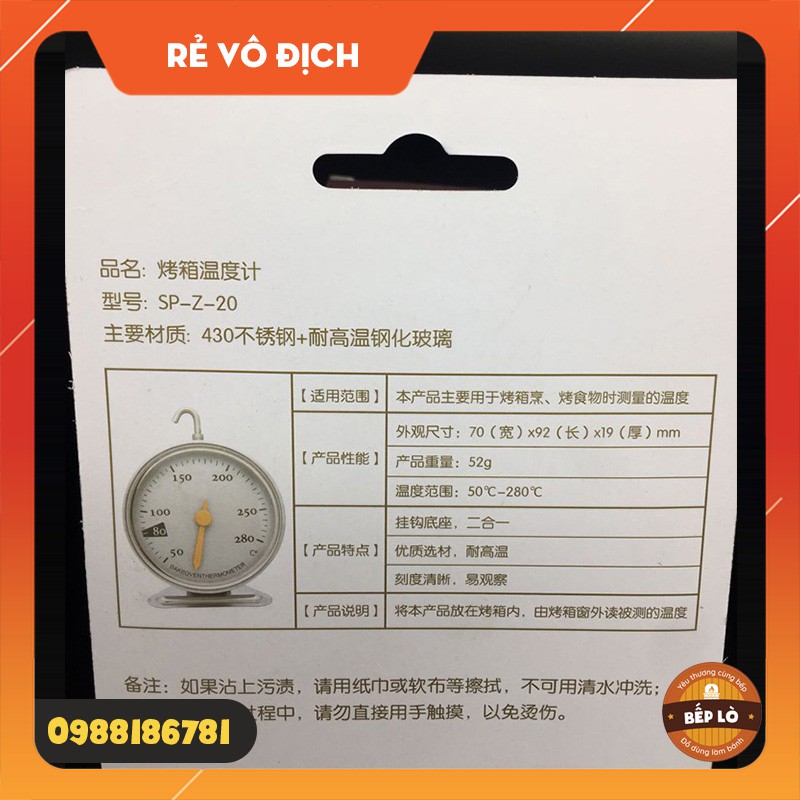 RẺ VÔ ĐỊCH
品名: 烤箱温度计
型号: SP-Z-20
主要材质: 430不锈钢+耐高温钢化玻璃
【适用范围】 本产品主要用于烤箱烹、烤食物时测量的温度
【产品性能】
外观尺寸: 70（宽）x92（长）x19（厚）mm
产品重量: 52g
温度范围: 50℃-280℃
【产品特点】
挂钩底座，二合一
优质选材，耐高温
刻度清晰，易观察
【产品说明】 将本产品放在烤箱内，由烤箱窗外读被测的温度
150 200
100 250
80
50 280
BAKEOVENTHERMOMETER
备注: 如果沾上污渍，请用纸巾或软布等擦拭，不可用清水冲洗；
过程中，请勿直接用手触摸，以免烫伤。
0988186781
Yêu thương cùng bếp
BẾP LÒ
Đồ dùng làm bánh